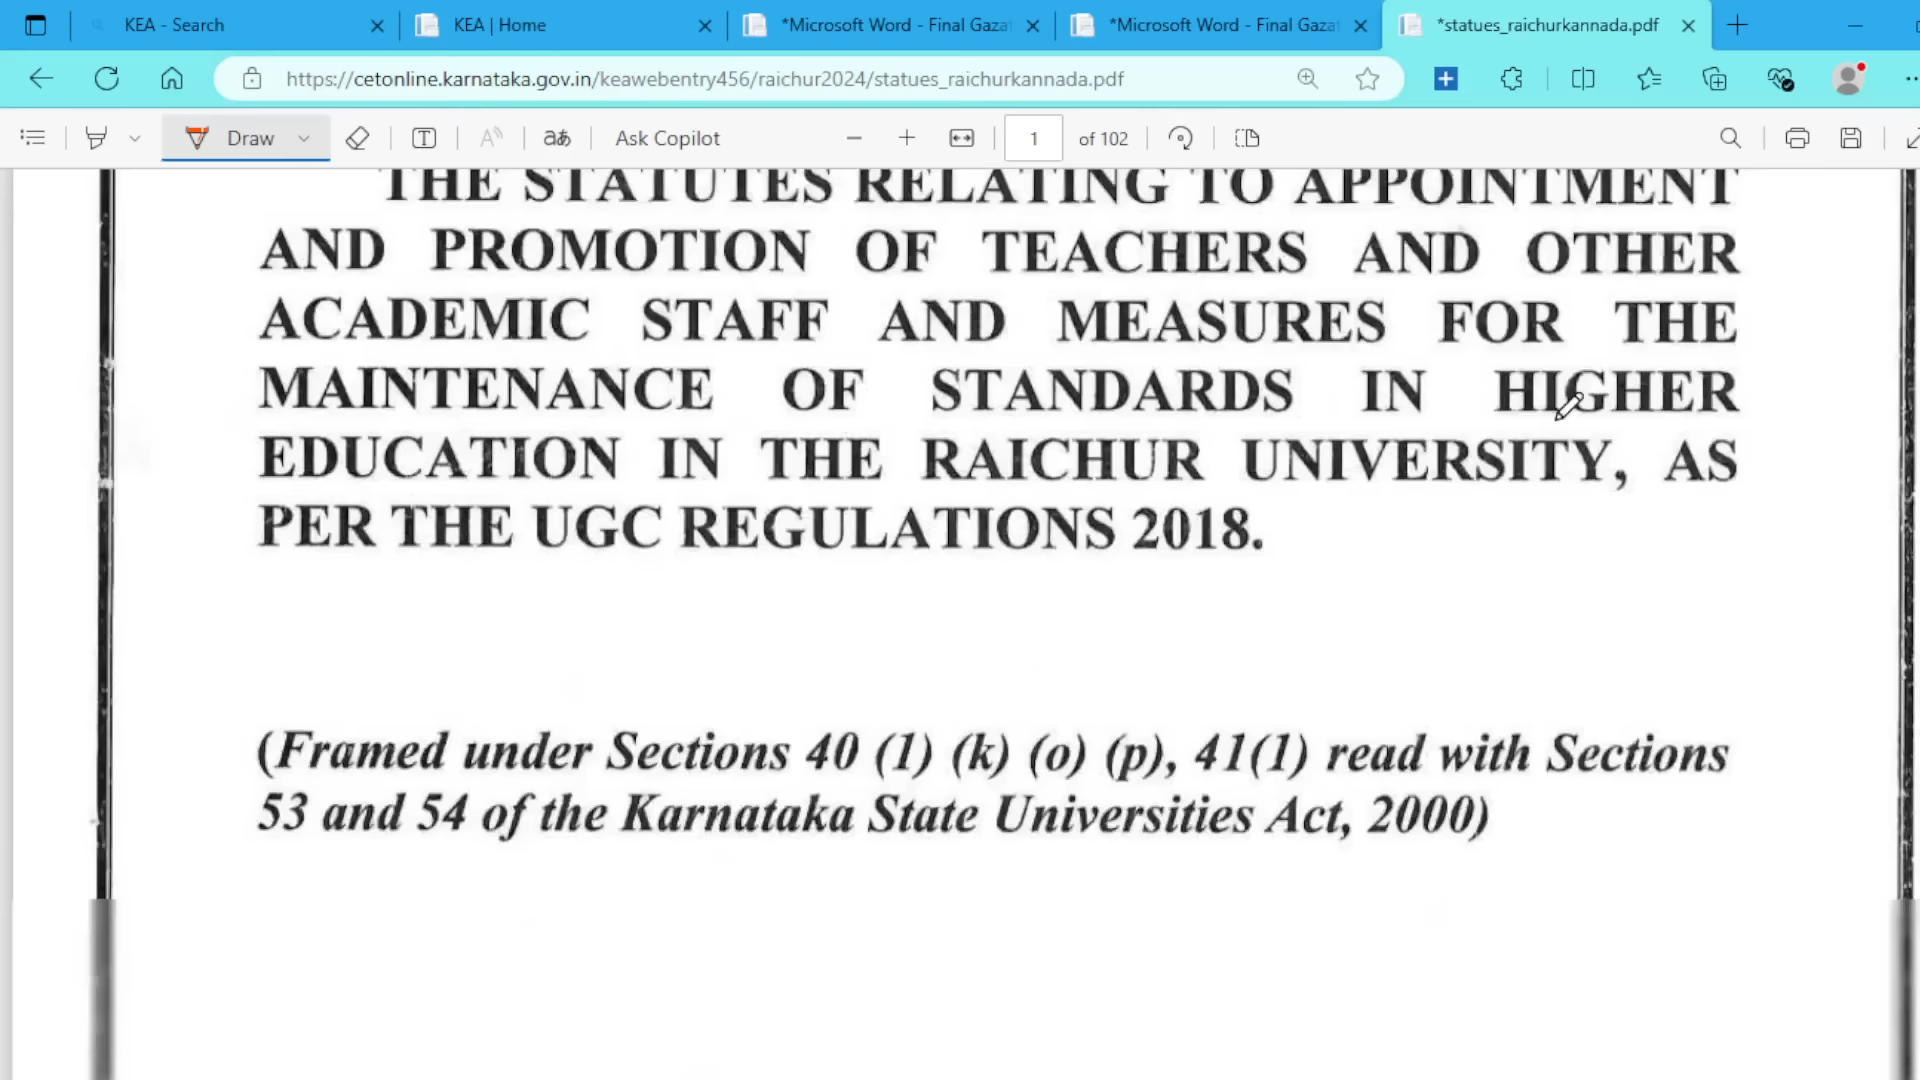 KEA - Search
KEA | Home
*Microsoft Word - Final Gaza
*Microsoft Word - Final Gaza
*statues_raichurkannada.pdf
https://cetonline.karnataka.gov.in/keawebentry456/raichur2024/statues_raichurkannada.pdf
Draw
Ask Copilot
1 of 102
THE STATUTES RELATING TO APPOINTMENT
AND PROMOTION OF TEACHERS AND OTHER
ACADEMIC STAFF AND MEASURES FOR THE
MAINTENANCE OF STANDARDS IN HIGHER
EDUCATION IN THE RAICHUR UNIVERSITY, AS
PER THE UGC REGULATIONS 2018.
(Framed under Sections 40 (1) (k) (o) (p), 41(1) read with Sections
53 and 54 of the Karnataka State Universities Act, 2000)